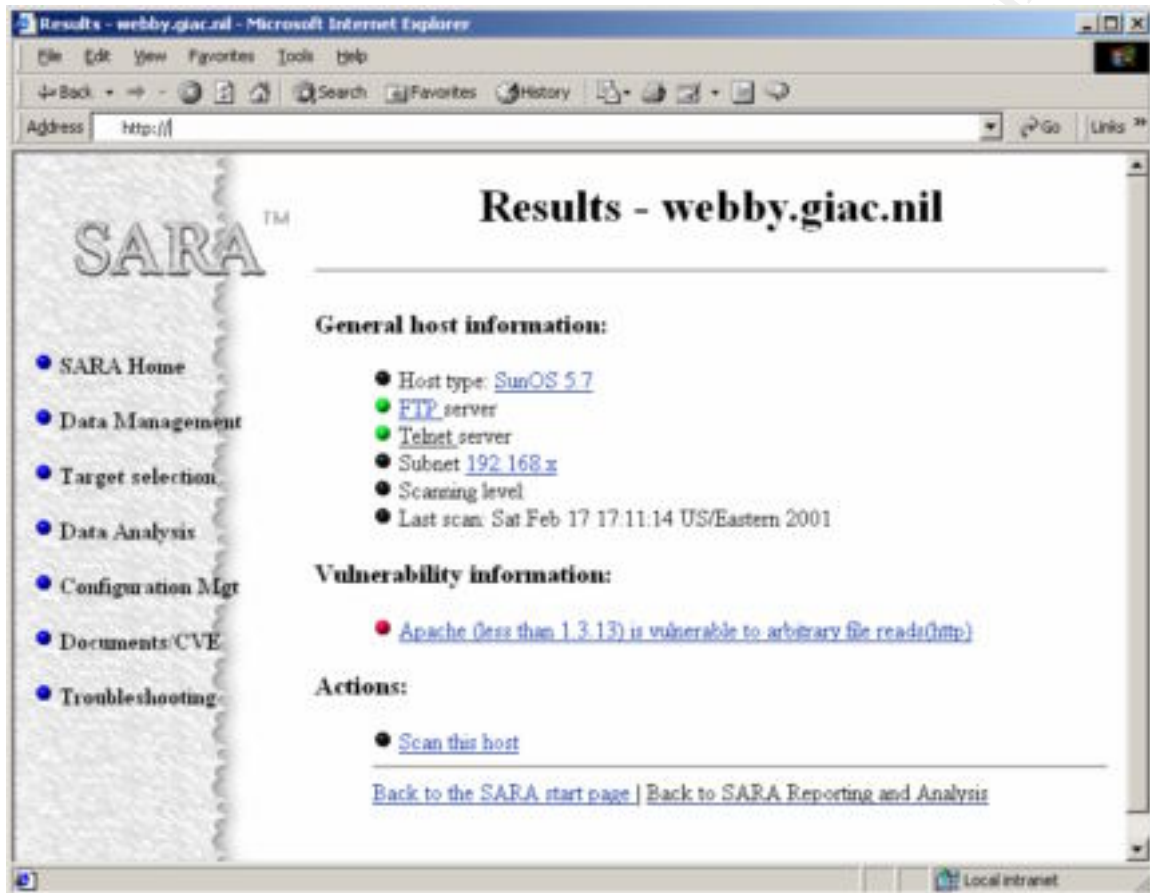 Results - webby.giac.nil - Microsoft Internet Explorer
File Edit View Favorites Tools Help
Back Search Favorites History
Address http:// Go Links »
SARA TM
Results - webby.giac.nil
General host information:
Host type: SunOS 5.7
FTP server
Telnet server
Subnet 192.168.x
Scanning level
Last scan: Sat Feb 17 17:11:14 US/Eastern 2001
Vulnerability information:
Apache (less than 1.3.13) is vulnerable to arbitrary file reads(http)
Actions:
Scan this host
Back to the SARA start page | Back to SARA Reporting and Analysis
SARA Home
Data Management
Target selection
Data Analysis
Configuration Mgt
Documents/CVE
Troubleshooting
Local intranet